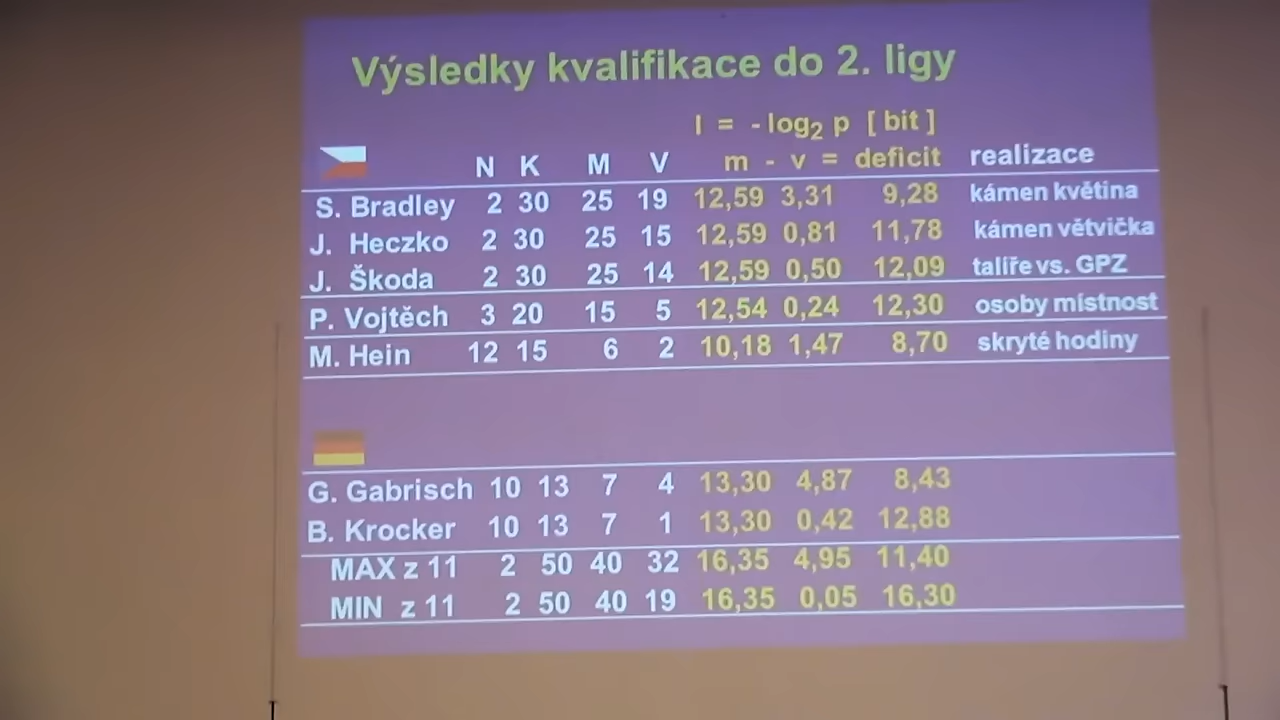 Výsledky kvalifikace do 2. ligy
I = - log2 p [ bit ]
N K M V m - v = deficit realizace
S. Bradley 2 30 25 19 12,59 3,31 9,28 kámen květina
J. Heczko 2 30 25 15 12,59 0,81 11,78 kámen větvička
J. Škoda 2 30 25 14 12,59 0,50 12,09 talíře vs. GPZ
P. Vojtěch 3 20 15 5 12,54 0,24 12,30 osoby místnost
M. Hein 12 15 6 2 10,18 1,47 8,70 skryté hodiny
G. Gabrisch 10 13 7 4 13,30 4,87 8,43
B. Krocker 10 13 7 1 13,30 0,42 12,88
MAX z 11 2 50 40 32 16,35 4,95 11,40
MIN z 11 2 50 40 19 16,35 0,05 16,30